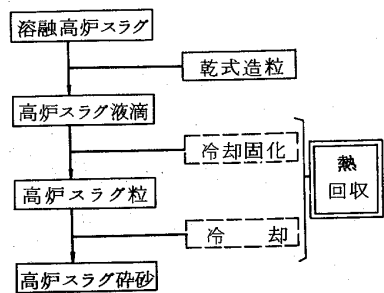 溶融高炉スラグ
乾式造粒
高炉スラグ液滴
冷却固化
熱
回収
高炉スラグ粒
冷却
高炉スラグ砕砂